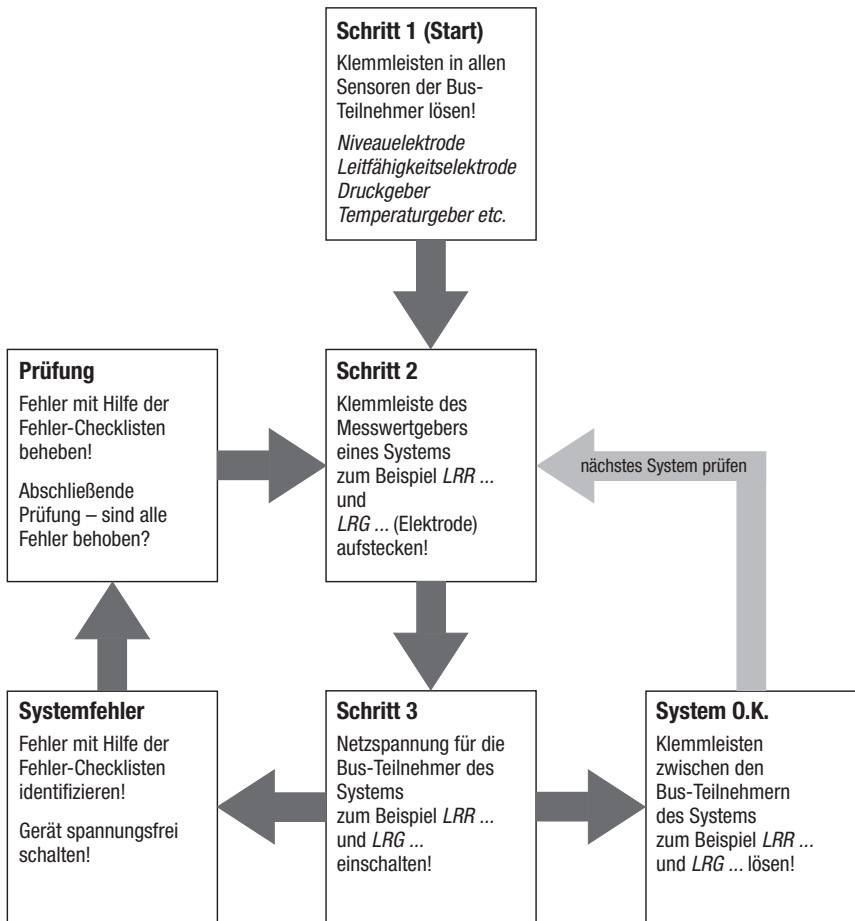 Schritt 1 (Start)
Klemmleisten in allen
Sensoren der Bus-
Teilnehmer lösen!
Niveauelektrode
Leitfähigkeitselektrode
Druckgeber
Temperaturgeber etc.
Prüfung
Fehler mit Hilfe der
Fehler-Checklisten
beheben!
Abschließende
Prüfung – sind alle
Fehler behoben?
Schritt 2
Klemmleiste des
Messwertgebers
eines Systems
zum Beispiel LRR ...
und
LRG ... (Elektrode)
aufstecken!
nächstes System prüfen
Systemfehler
Fehler mit Hilfe der
Fehler-Checklisten
identifizieren!
Gerät spannungsfrei
schalten!
Schritt 3
Netzspannung für die
Bus-Teilnehmer des
Systems
zum Beispiel LRR ...
und LRG ...
einschalten!
System O.K.
Klemmleisten
zwischen den
Bus-Teilnehmern
des Systems
zum Beispiel LRR ...
und LRG ... lösen!